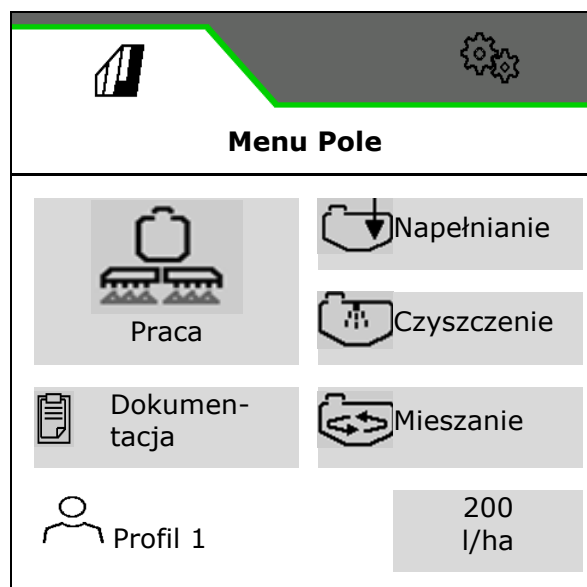 Menu Pole
Praca
Napełnianie
Czyszczenie
Dokumen-
tacja
Mieszanie
Profil 1
200
l/ha